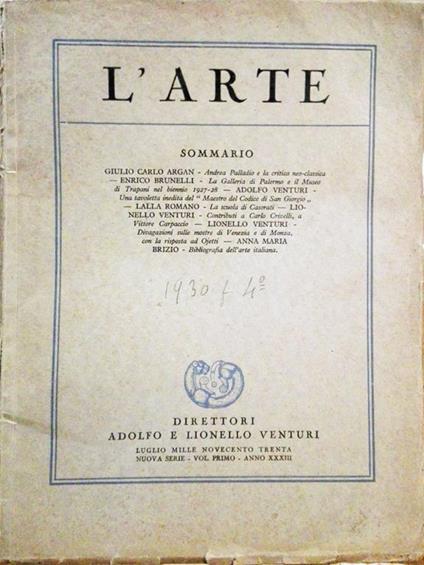 L'ARTE
SOMMARIO
GIULIO CARLO ARGAN - Andrea Palladio e la critica neo-classica
— ENRICO BRUNELLI - La Galleria di Palermo e il Museo
di Trapani nel biennio 1927-28 — ADOLFO VENTURI -
Una tavoletta inedita del "Maestro del Codice di San Giorgio„
— LALLA ROMANO - La scuola di Casorati — LIO-
NELLO VENTURI - Contributi a Carlo Crivelli, a
Vittore Carpaccio — LIONELLO VENTURI -
Divagazioni sulle mostre di Venezia e di Monza,
con la risposta ad Ojetti — ANNA MARIA
BRIZIO - Bibliografia dell'arte italiana.
1930 f 4º
DIRETTORI
ADOLFO E LIONELLO VENTURI
LUGLIO MILLE NOVECENTO TRENTA
NUOVA SERIE - VOL. PRIMO - ANNO XXXIII